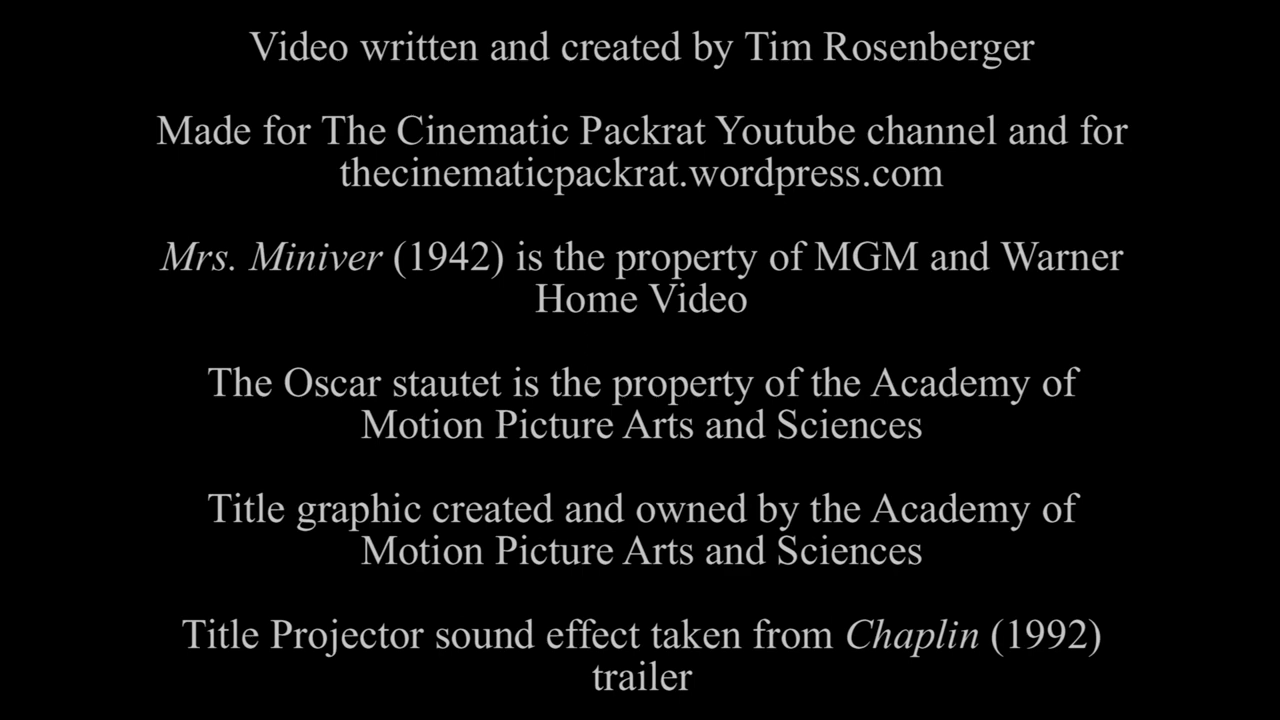 Video written and created by Tim Rosenberger
Made for The Cinematic Packrat Youtube channel and for
thecinematicpackrat.wordpress.com
Mrs. Miniver (1942) is the property of MGM and Warner
Home Video
The Oscar stautet is the property of the Academy of
Motion Picture Arts and Sciences
Title graphic created and owned by the Academy of
Motion Picture Arts and Sciences
Title Projector sound effect taken from Chaplin (1992)
trailer